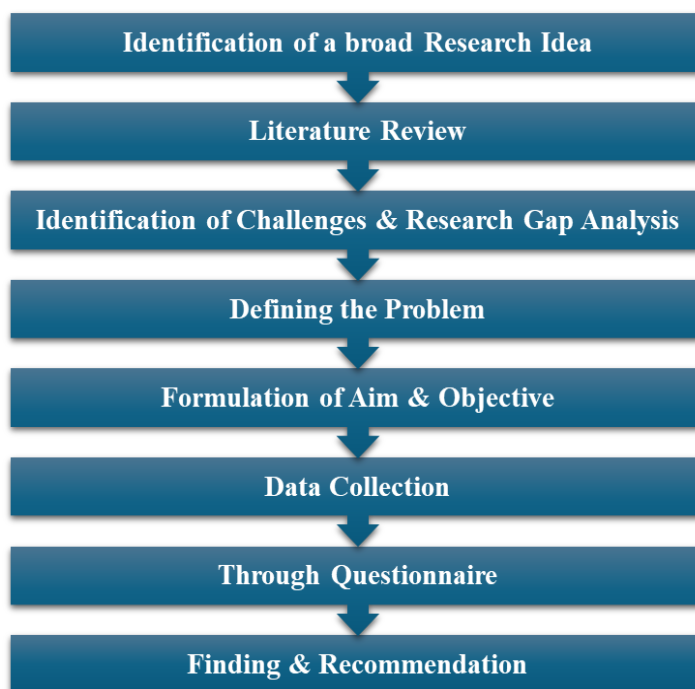 Identification of a broad Research Idea
Literature Review
Identification of Challenges & Research Gap Analysis
Defining the Problem
Formulation of Aim & Objective
Data Collection
Through Questionnaire
Finding & Recommendation